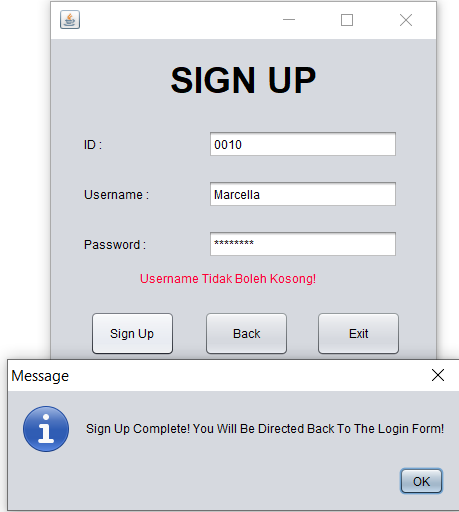 SIGN UP
ID :
0010
Username :
Marcella
Password :
********
Username Tidak Boleh Kosong!
Sign Up
Back
Exit
Message
Sign Up Complete! You Will Be Directed Back To The Login Form!
OK